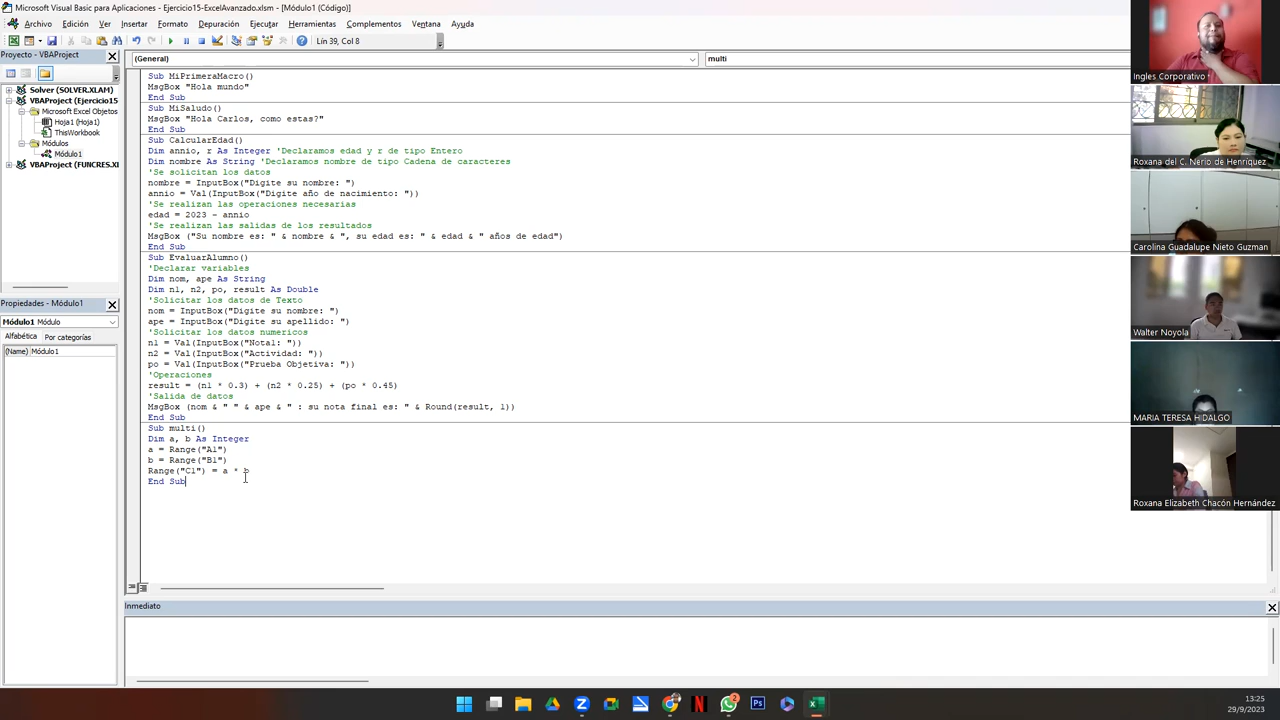 Microsoft Visual Basic para Aplicaciones - Ejercicio15-ExcelAvanzado.xlsm - [Módulo1 (Código)]
Archivo Edición Ver Insertar Formato Depuración Ejecutar Herramientas Complementos Ventana Ayuda
Lín 39, Col 8
Proyecto - VBAProject
Solver (SOLVER.XLAM)
VBAProject (Ejercicio15
Microsoft Excel Objetos
Hoja1 (Hoja1)
ThisWorkbook
Módulos
Módulo1
VBAProject (FUNCRES.XL
Propiedades - Módulo1
Módulo1 Módulo
Alfabética Por categorías
(Name) Módulo1
(General) multi
Sub MiPrimeraMacro()
MsgBox "Hola mundo"
End Sub
Sub MiSaludo()
MsgBox "Hola Carlos, como estas?"
End Sub
Sub CalcularEdad()
Dim annio, r As Integer 'Declaramos edad y r de tipo Entero
Dim nombre As String 'Declaramos nombre de tipo Cadena de caracteres
'Se solicitan los datos
nombre = InputBox("Digite su nombre: ")
annio = Val(InputBox("Digite año de nacimiento: "))
'Se realizan las operaciones necesarias
edad = 2023 - annio
'Se realizan las salidas de los resultados
MsgBox ("Su nombre es: " & nombre & ", su edad es: " & edad & " años de edad")
End Sub
Sub EvaluarAlumno()
'Declarar variables
Dim nom, ape As String
Dim n1, n2, po, result As Double
'Solicitar los datos de Texto
nom = InputBox("Digite su nombre: ")
ape = InputBox("Digite su apellido: ")
'Solicitar los datos numericos
n1 = Val(InputBox("Nota1: "))
n2 = Val(InputBox("Actividad: "))
po = Val(InputBox("Prueba Objetiva: "))
'Operaciones
result = (n1 * 0.3) + (n2 * 0.25) + (po * 0.45)
'Salida de datos
MsgBox (nom & " " & ape & " : su nota final es: " & Round(result, 1))
End Sub
Sub multi()
Dim a, b As Integer
a = Range("A1")
b = Range("B1")
Range("C1") = a * b
End Sub
Inmediato
Ingles Corporativo
Roxana del C. Nerio de Henríquez
Carolina Guadalupe Nieto Guzman
Walter Noyola
MARIA TERESA HIDALGO
Roxana Elizabeth Chacón Hernández
2
13:25
29/9/2023